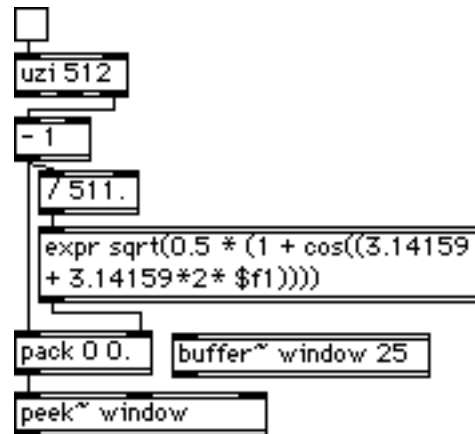 uzi 512
- 1
/ 511.
expr sqrt(0.5 * (1 + cos((3.14159
+ 3.14159*2* $f1))))
pack 0 0.
buffer~ window 25
peek~ window